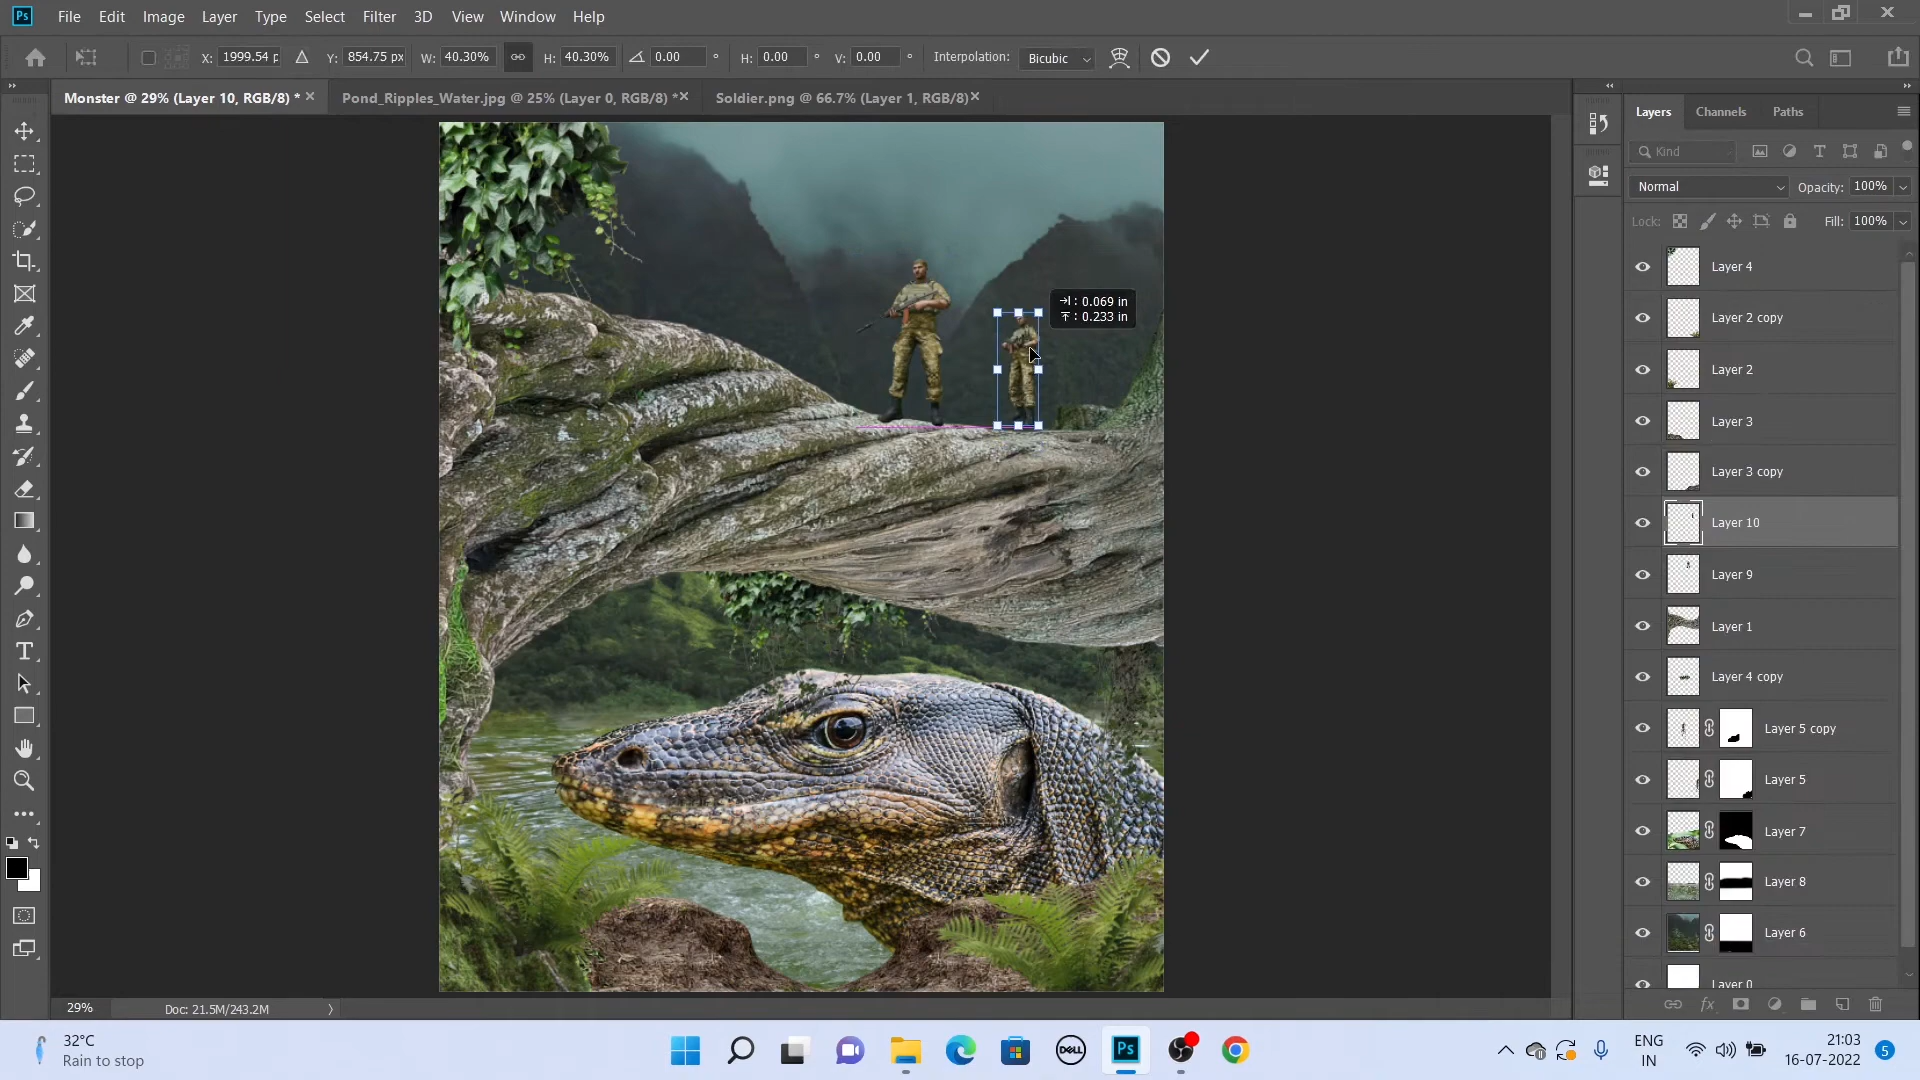 Ps File Edit Image Layer Type Select Filter 3D View Window Help
X: 1999.54 p Y: 854.75 px W: 40.30% H: 40.30% 0.00 ° H: 0.00 ° V: 0.00 ° Interpolation: Bicubic
Monster @ 29% (Layer 10, RGB/8) * × Pond_Ripples_Water.jpg @ 25% (Layer 0, RGB/8) *× Soldier.png @ 66.7% (Layer 1, RGB/8)×
Layers Channels Paths
Kind
Normal Opacity: 100%
Lock: Fill: 100%
: 0.069 in
: 0.233 in
Layer 4
Layer 2 copy
Layer 2
Layer 3
Layer 3 copy
Layer 10
Layer 9
Layer 1
Layer 4 copy
Layer 5 copy
Layer 5
Layer 7
Layer 8
Layer 6
Layer 0
29% Doc: 21.5M/243.2M
fx
32°C
Rain to stop
DELL
Ps
ENG
IN
21:03
16-07-2022
5